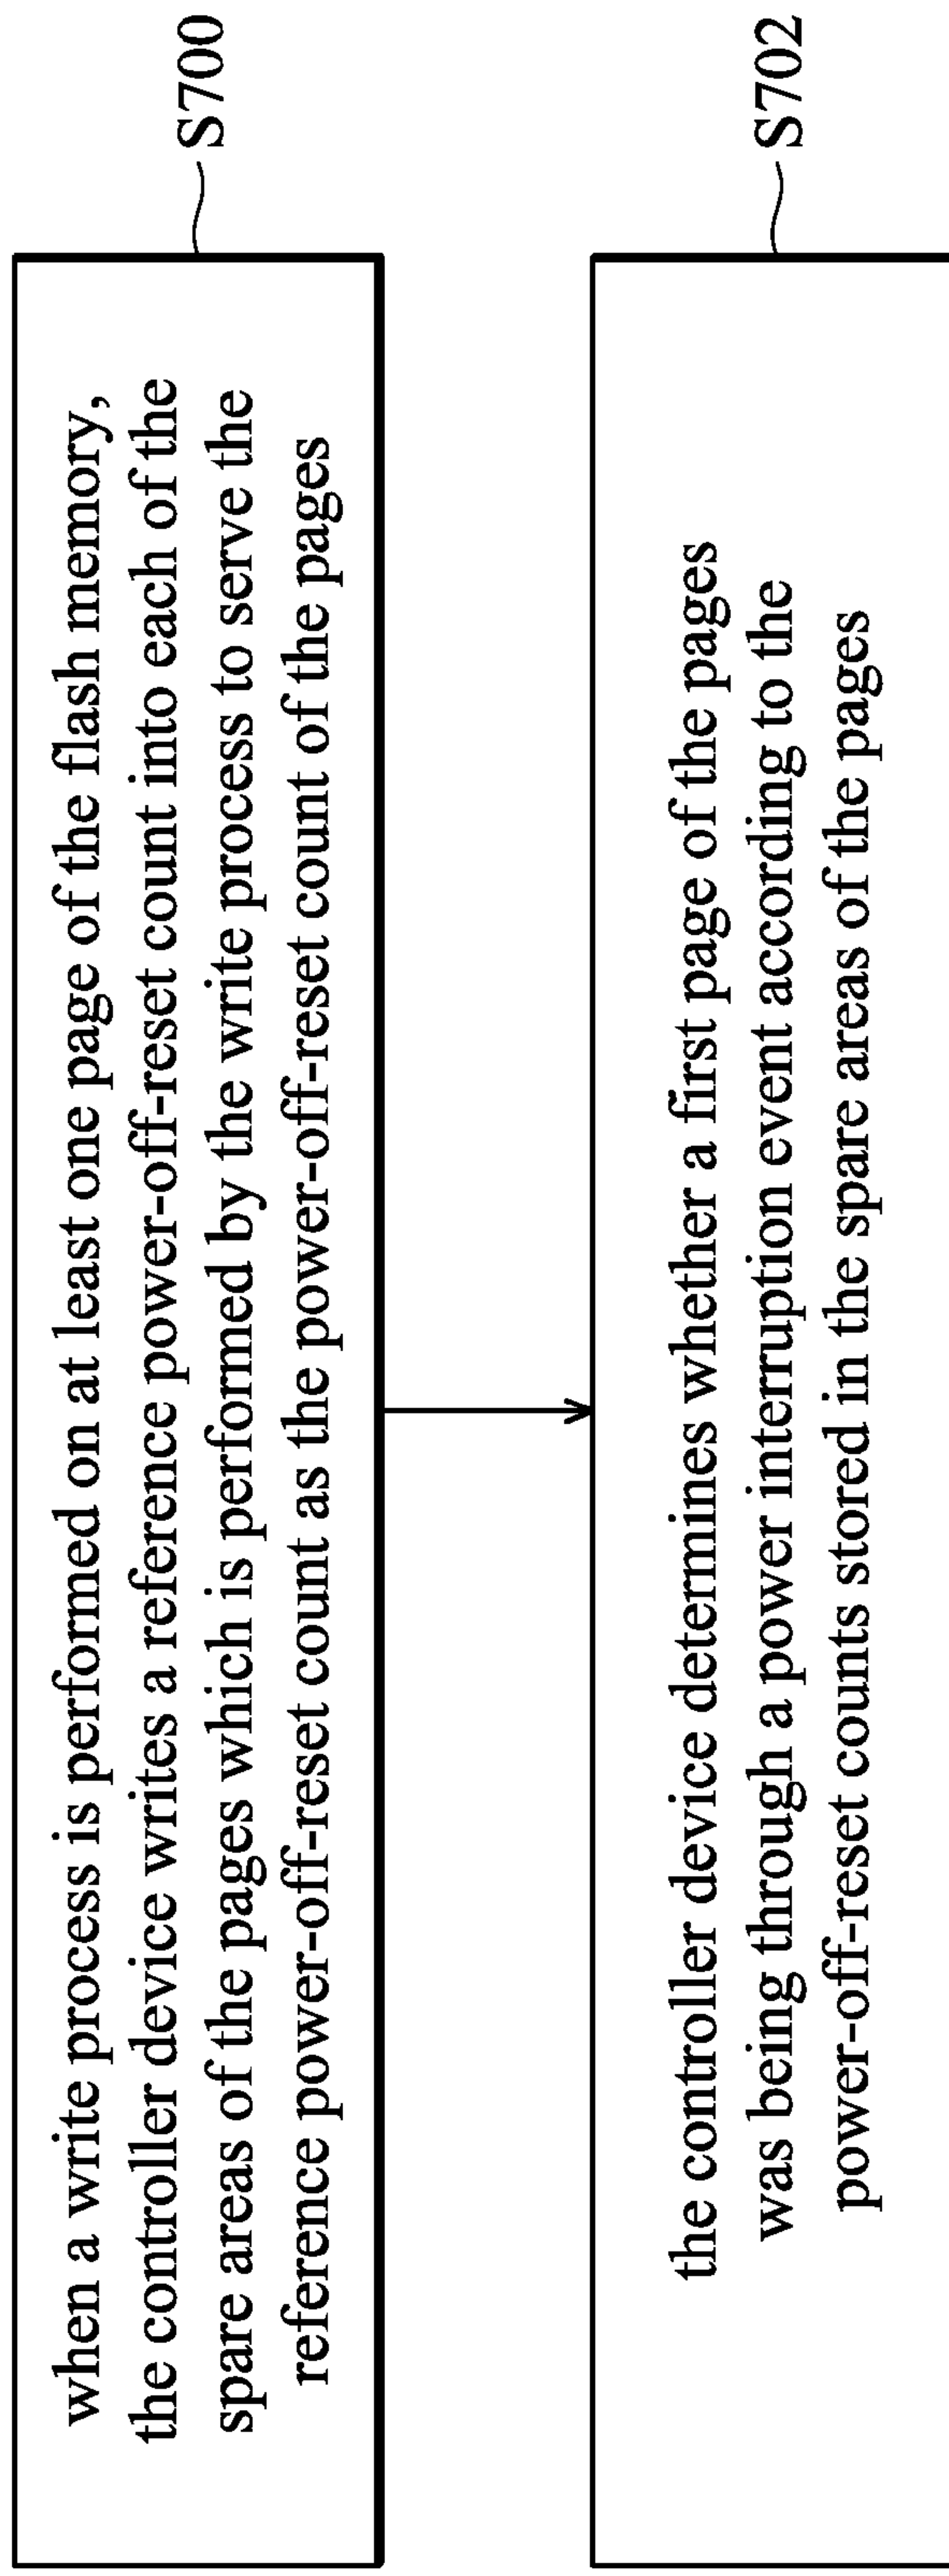 when a write process is performed on at least one page of the flash memory,
the controller device writes a reference power-off-reset count into each of the
spare areas of the pages which is performed by the write process to serve the
reference power-off-reset count as the power-off-reset count of the pages
S700
the controller device determines whether a first page of the pages
was being through a power interruption event according to the
power-off-reset counts stored in the spare areas of the pages
S702